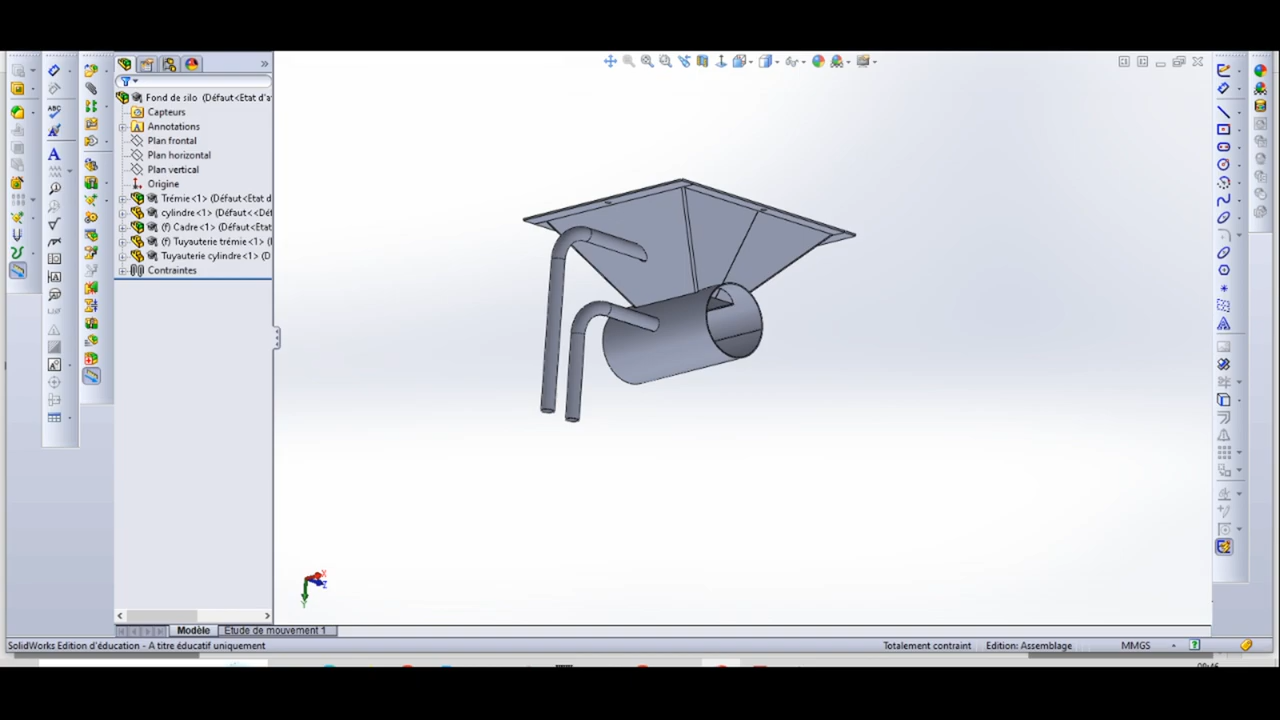 Fond de silo (Défaut<Etat d'a
Capteurs
Annotations
Plan frontal
Plan horizontal
Plan vertical
Origine
Trémie<1> (Défaut<Etat d
cylindre<1> (Défaut<<Déf
(f) Cadre<1> (Défaut<Etat
(f) Tuyauterie trémie<1> (
Tuyauterie cylindre<1> (D
Contraintes
X
Z
Y
Modèle
Etude de mouvement 1
SolidWorks Edition d'éducation - A titre éducatif uniquement
Totalement contraint
Edition: Assemblage
MMGS